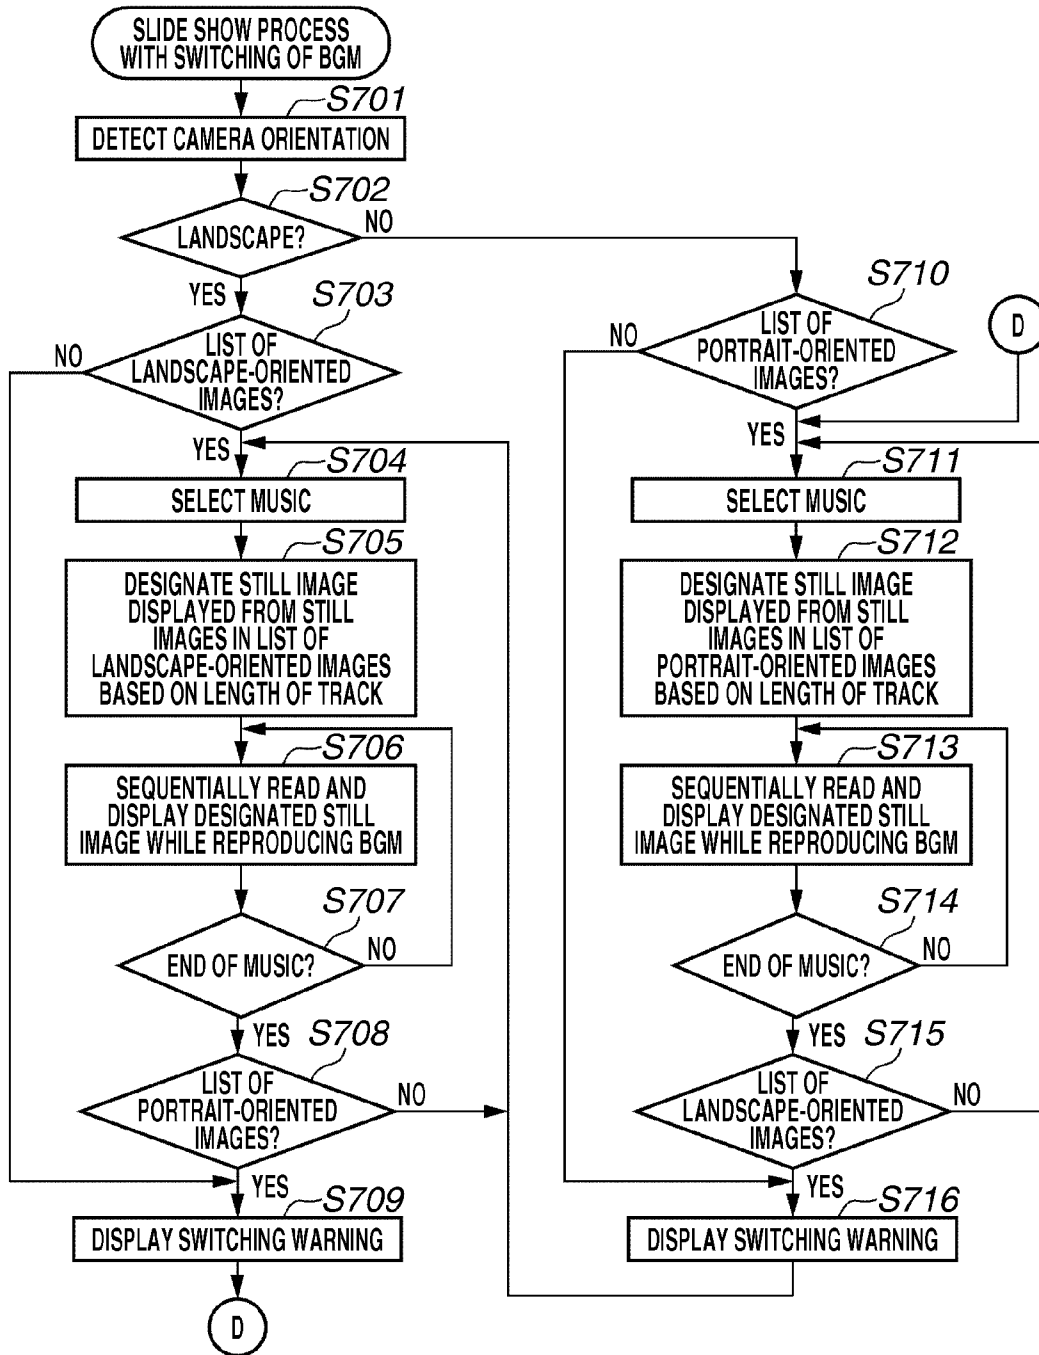 SLIDE SHOW PROCESS
WITH SWITCHING OF BGM
S701
DETECT CAMERA ORIENTATION
S702
LANDSCAPE?
NO
YES
S703
LIST OF
LANDSCAPE-ORIENTED
IMAGES?
NO
YES
S704
SELECT MUSIC
S705
DESIGNATE STILL IMAGE
DISPLAYED FROM STILL
IMAGES IN LIST OF
LANDSCAPE-ORIENTED IMAGES
BASED ON LENGTH OF TRACK
S706
SEQUENTIALLY READ AND
DISPLAY DESIGNATED STILL
IMAGE WHILE REPRODUCING BGM
S707
END OF MUSIC?
NO
YES
S708
LIST OF
PORTRAIT-ORIENTED
IMAGES?
NO
YES
S709
DISPLAY SWITCHING WARNING
D
S710
LIST OF
PORTRAIT-ORIENTED
IMAGES?
NO
D
YES
S711
SELECT MUSIC
S712
DESIGNATE STILL IMAGE
DISPLAYED FROM STILL
IMAGES IN LIST OF
PORTRAIT-ORIENTED IMAGES
BASED ON LENGTH OF TRACK
S713
SEQUENTIALLY READ AND
DISPLAY DESIGNATED STILL
IMAGE WHILE REPRODUCING BGM
S714
END OF MUSIC?
NO
YES
S715
LIST OF
LANDSCAPE-ORIENTED
IMAGES?
NO
YES
S716
DISPLAY SWITCHING WARNING